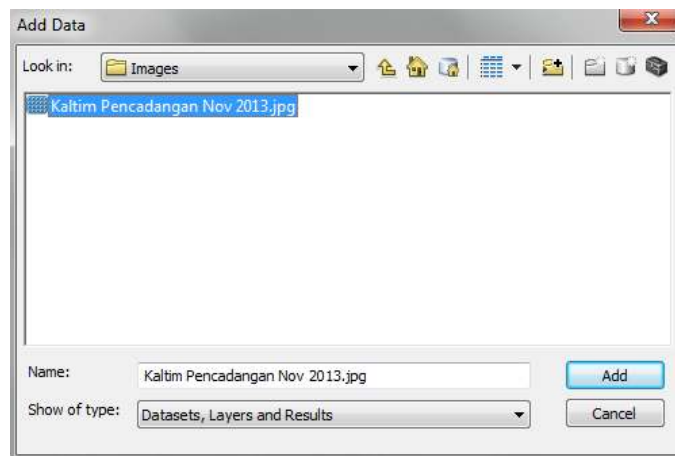 Add Data
Look in: Images
Kaltim Pencadangan Nov 2013.jpg
Name: Kaltim Pencadangan Nov 2013.jpg Add
Show of type: Datasets, Layers and Results Cancel